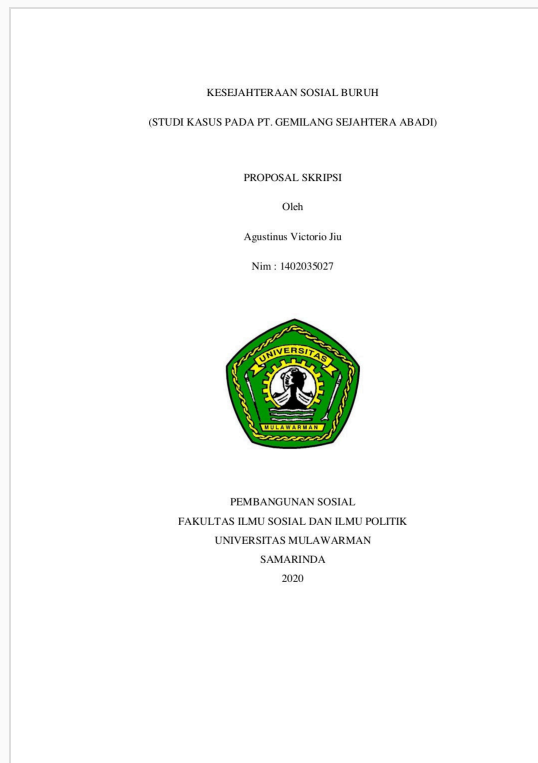 KESEJAHTERAAN SOSIAL BURUH
(STUDI KASUS PADA PT. GEMILANG SEJAHTERA ABADI)
PROPOSAL SKRIPSI
Oleh
Agustinus Victorio Jiu
Nim : 1402035027
UNIVERSITAS
MULAWARMAN
PEMBANGUNAN SOSIAL
FAKULTAS ILMU SOSIAL DAN ILMU POLITIK
UNIVERSITAS MULAWARMAN
SAMARINDA
2020